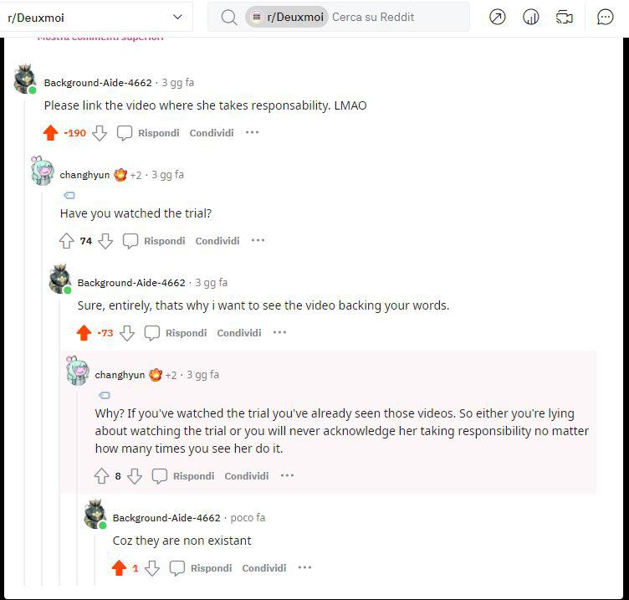 r/Deuxmoi
r/Deuxmoi Cerca su Reddit
Mostra commenti superiori
Background-Aide-4662 · 3 gg fa
Please link the video where she takes responsability. LMAO
-190 Rispondi Condividi ...
changhyun +2 · 3 gg fa
Have you watched the trial?
74 Rispondi Condividi ...
Background-Aide-4662 · 3 gg fa
Sure, entirely, thats why i want to see the video backing your words.
-73 Rispondi Condividi ...
changhyun +2 · 3 gg fa
Why? If you've watched the trial you've already seen those videos. So either you're lying
about watching the trial or you will never acknowledge her taking responsibility no matter
how many times you see her do it.
8 Rispondi Condividi ...
Background-Aide-4662 · poco fa
Coz they are non existant
1 Rispondi Condividi ...